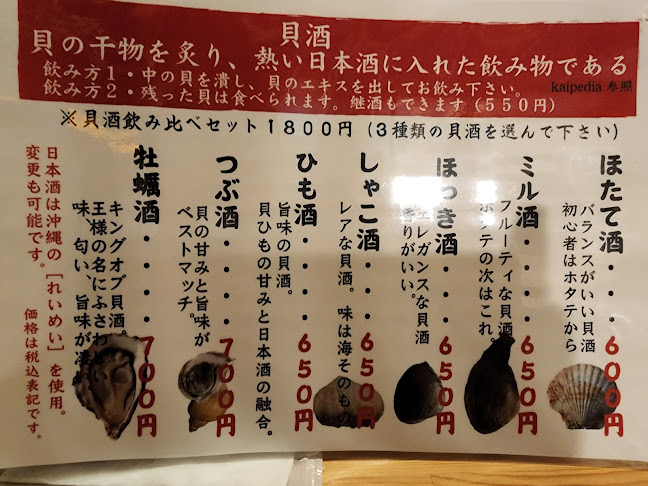 貝酒
貝の干物を炙り、熱い日本酒に入れた飲み物である
飲み方1・中の貝を潰し、貝のエキスを出してお飲み下さい。
飲み方2・残った貝は食べられます。継酒もできます(550円)
kaipedia 参照
※貝酒飲み比べセット1800円(3種類の貝酒を選んで下さい)
ほたて酒・・・・600円
バランスがいい貝酒
初心者はホタテから
ミル酒・・・・650円
フルーティな貝酒
ホタテの次はこれ。
ほっき酒・・・・650円
エレガンスな貝酒
香りがいい。
しゃこ酒・・・・650円
レアな貝酒。味は海そのもの
ひも酒・・・・650円
旨味の貝酒。
貝ひもの甘みと日本酒の融合。
つぶ酒・・・・700円
貝の甘みと旨味が
ベストマッチ。
牡蠣酒・・・・700円
キングオブ貝酒。
王様の名にふさわしい
味、匂い、旨味が凄い
日本酒は沖縄の[れいめい]を使用。
変更も可能です。
価格は税込表記です。